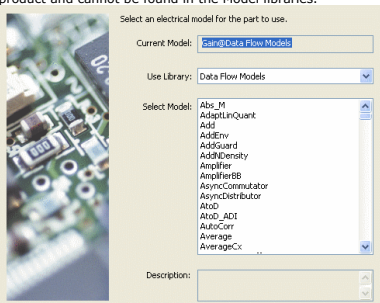 product and cannot be found in the Model libraries.
Select an electrical model for the part to use.
Current Model: Gain@Data Flow Models
Use Library: Data Flow Models
Select Model: Abs_M
AdaptLinQuant
Add
AddEnv
AddGuard
AddNDensity
Amplifier
AmplifierBB
AsyncCommutator
AsyncDistributor
AtoD
AtoD_ADI
AutoCorr
Average
AverageCx
Description: